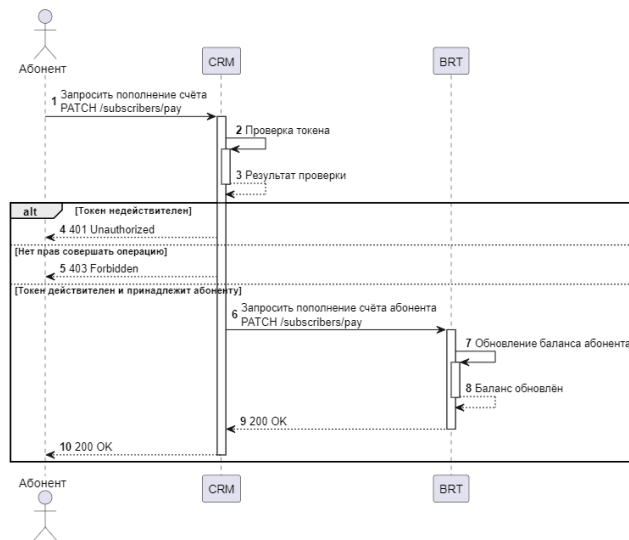 Абонент
CRM
BRT
1 Запросить пополнение счёта
PATCH /subscribers/pay
2 Проверка токена
3 Результат проверки
alt [Токен недействителен]
4 401 Unauthorized
[Нет прав совершать операцию]
5 403 Forbidden
[Токен действителен и принадлежит абоненту]
6 Запросить пополнение счёта абонента
PATCH /subscribers/pay
7 Обновление баланса абонента
8 Баланс обновлён
9 200 OK
10 200 OK
Абонент
CRM
BRT